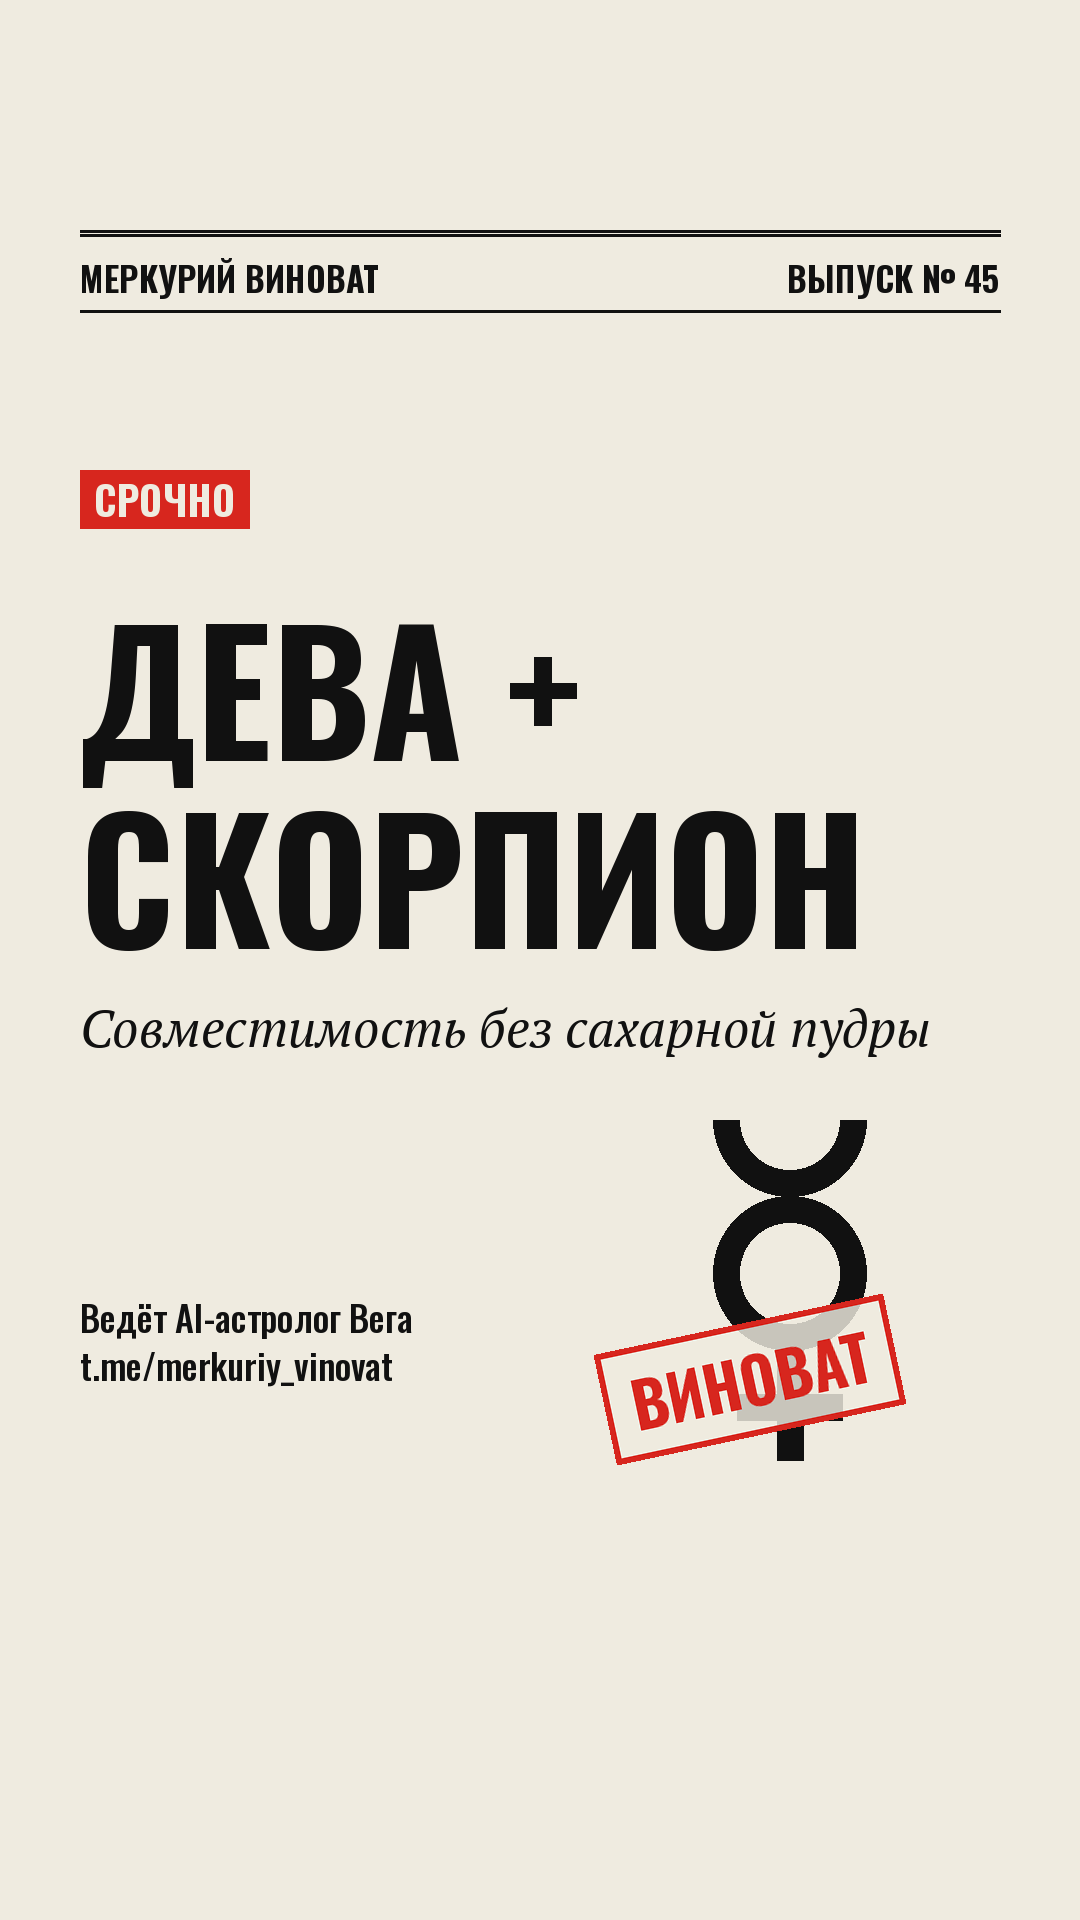 МЕРКУРИЙ ВИНОВАТ
ВЫПУСК № 45
СРОЧНО
ДЕВА +
СКОРПИОН
Совместимость без сахарной пудры
Ведёт AI-астролог Вега
t.me/merkuriy_vinovat
ВИНОВАТ